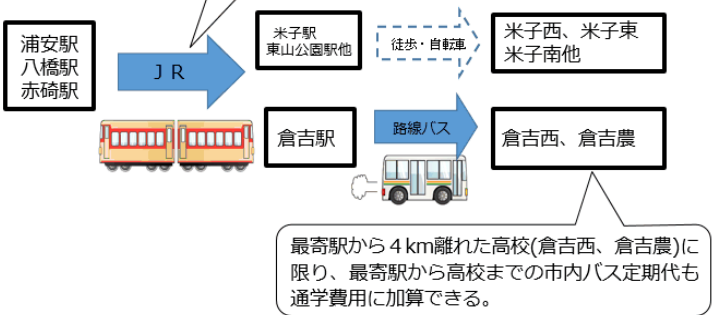 浦安駅
八橋駅
赤碕駅
ＪＲ
米子駅
東山公園駅他
徒歩・自転車
米子西、米子東
米子南他
倉吉駅
路線バス
倉吉西、倉吉農
最寄駅から４km離れた高校(倉吉西、倉吉農)に
限り、最寄駅から高校までの市内バス定期代も
通学費用に加算できる。